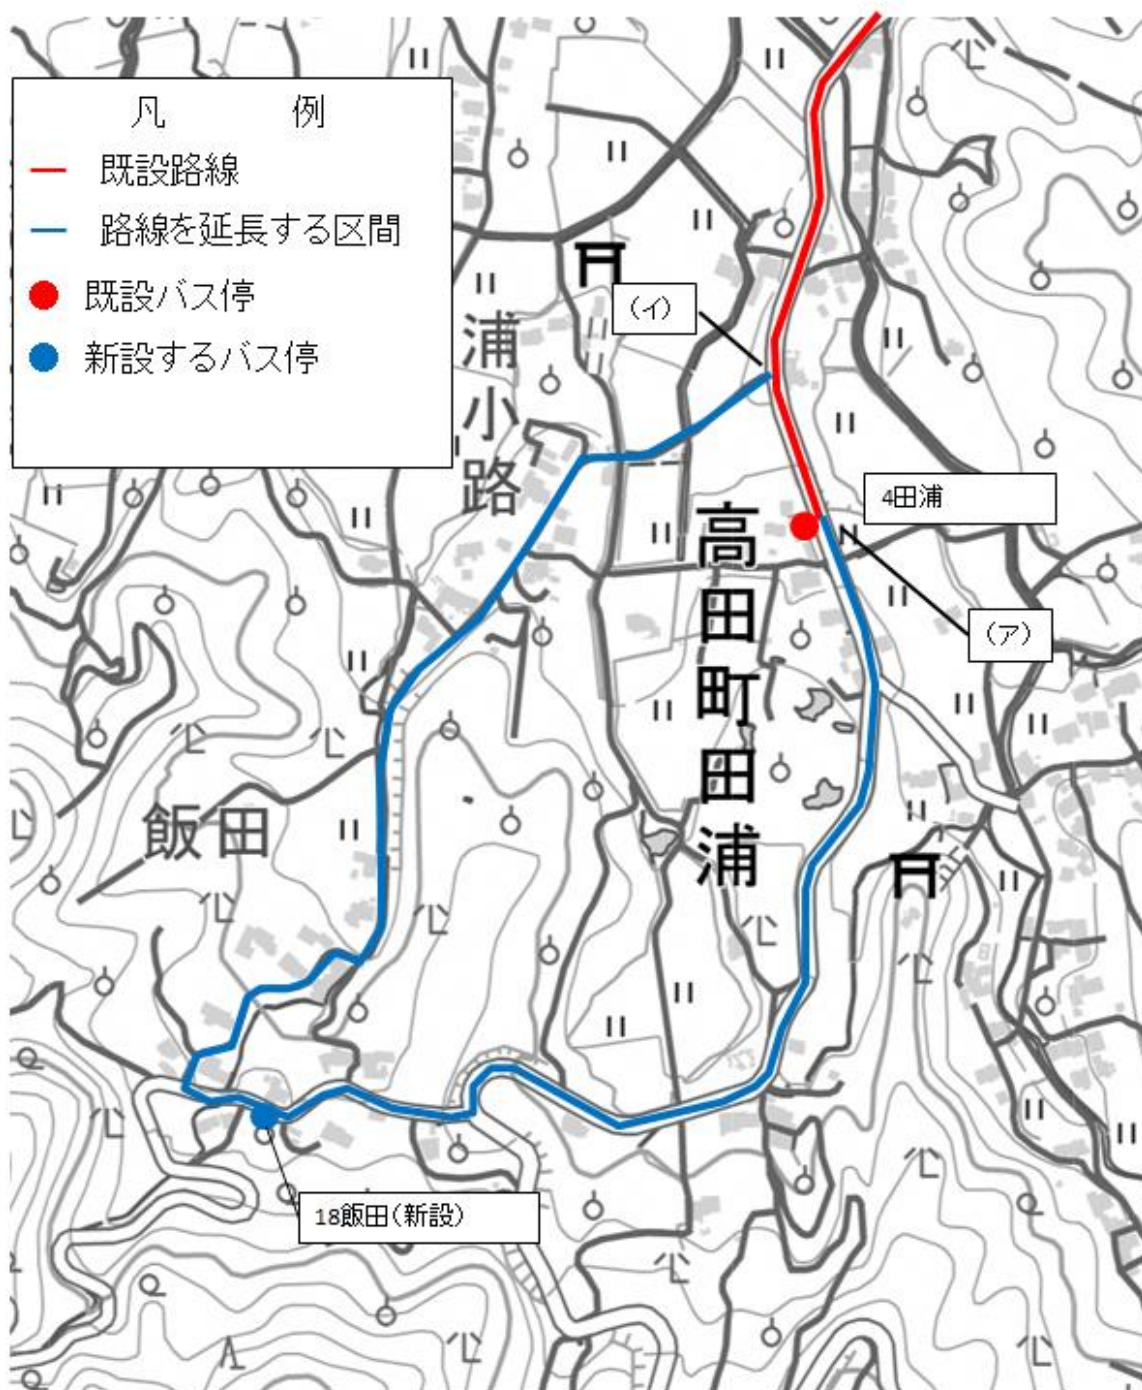 凡 例
既設路線
路線を延長する区間
既設バス停
新設するバス停
(イ)
浦小路
4田浦
高田町田浦
(ア)
飯田
18飯田(新設)